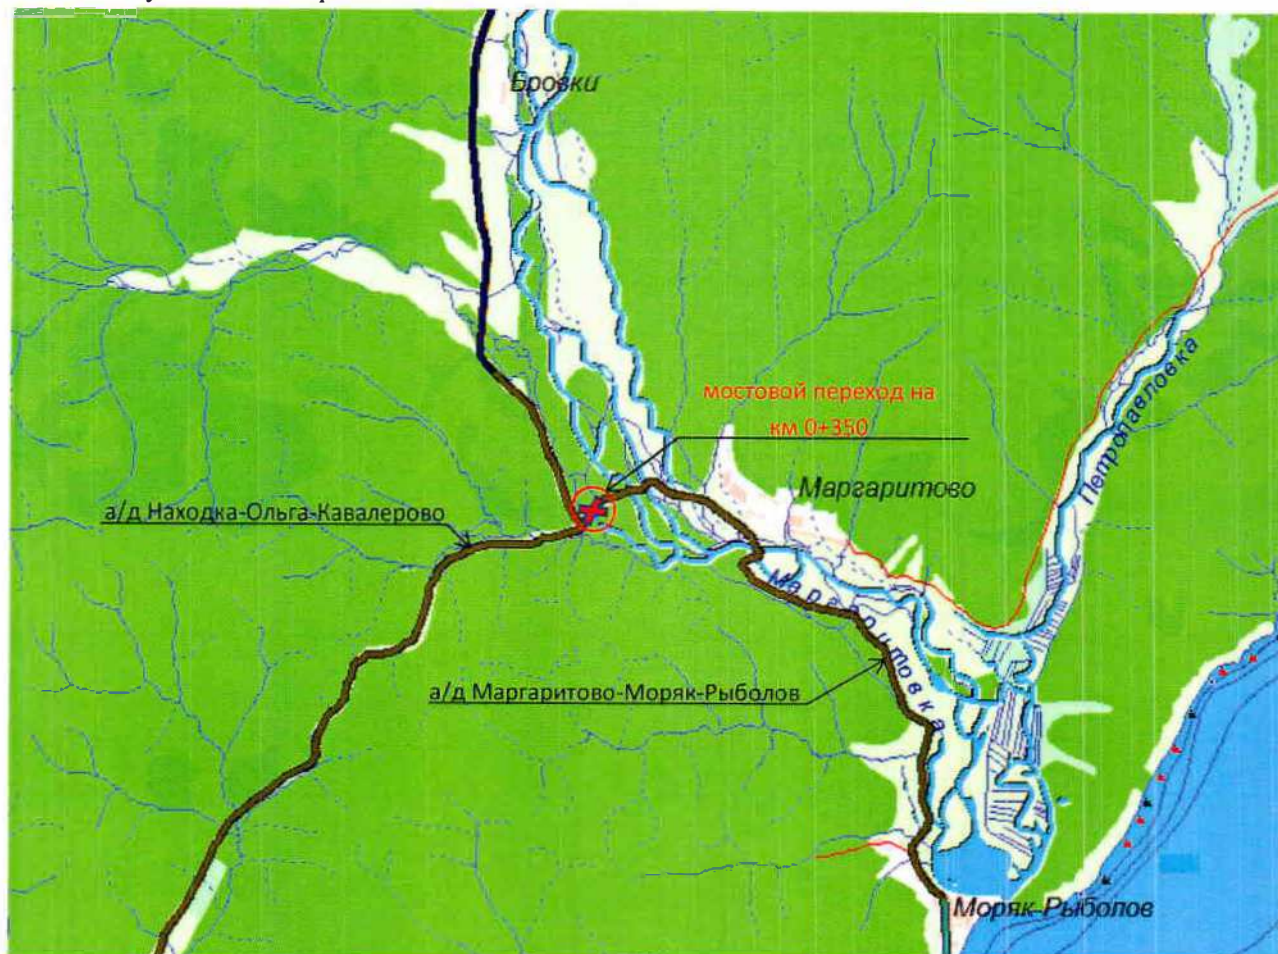 Бровки
мостовой переход на
км 0+350
Маргаритово
Петропавловка
а/д Находка-Ольга-Кавалерово
Маргаритовка
а/д Маргаритово-Моряк-Рыболов
Моряк-Рыболов